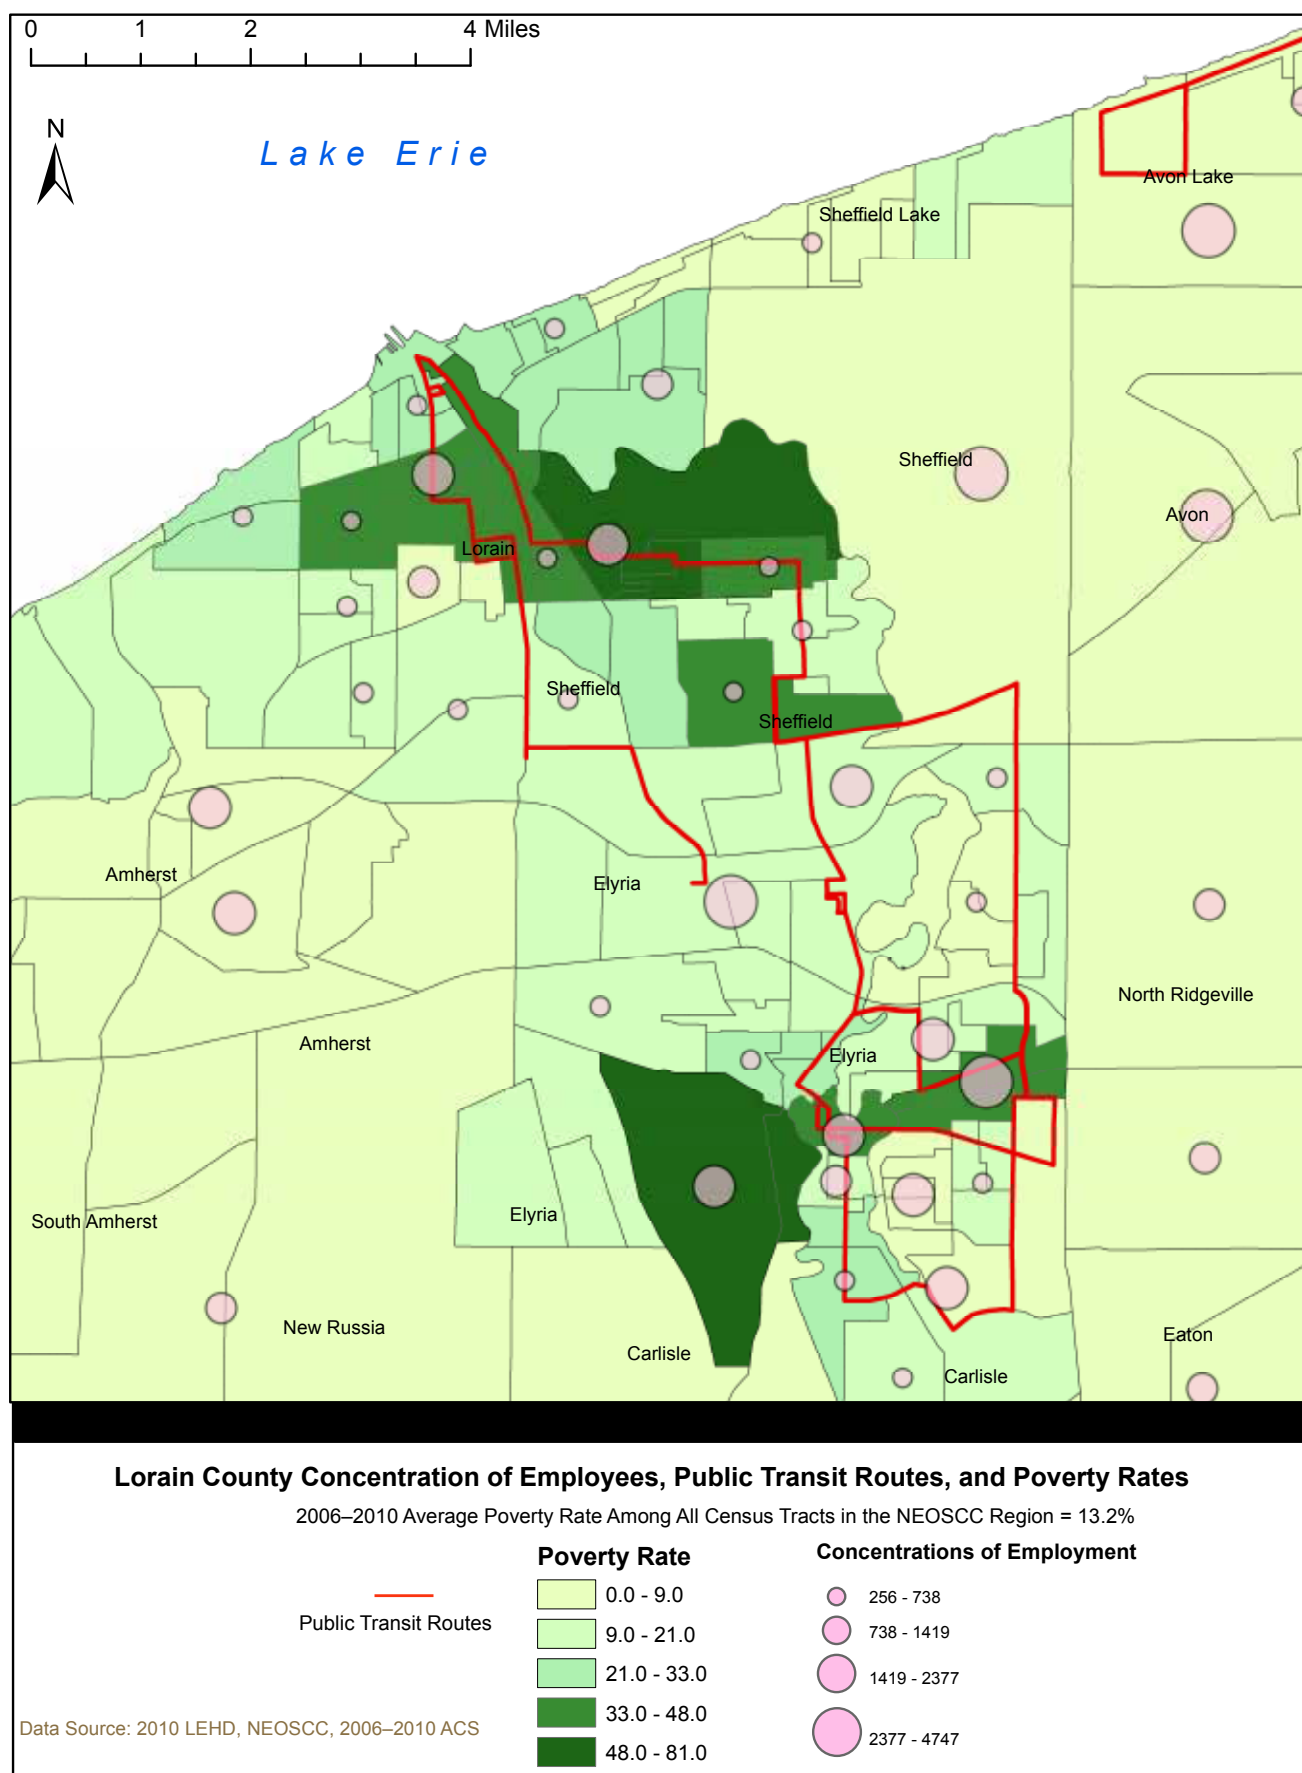 0 1 2 4 Miles
N
Lake Erie
Avon Lake
Sheffield Lake
Sheffield
Avon
Lorain
Sheffield
Sheffield
Amherst
Elyria
North Ridgeville
Amherst
Elyria
South Amherst
Elyria
New Russia
Eaton
Carlisle
Carlisle
Lorain County Concentration of Employees, Public Transit Routes, and Poverty Rates
2006–2010 Average Poverty Rate Among All Census Tracts in the NEOSCC Region = 13.2%
Public Transit Routes
Poverty Rate
0.0 - 9.0
9.0 - 21.0
21.0 - 33.0
33.0 - 48.0
48.0 - 81.0
Concentrations of Employment
256 - 738
738 - 1419
1419 - 2377
2377 - 4747
Data Source: 2010 LEHD, NEOSCC, 2006–2010 ACS